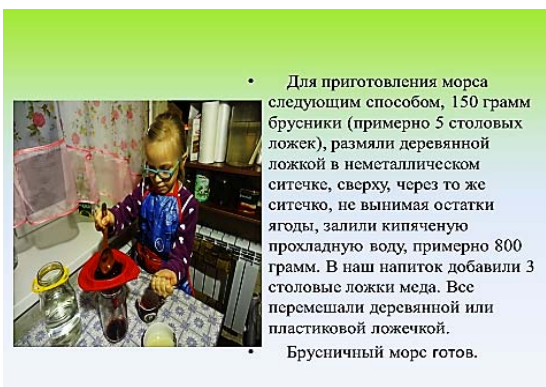 • Для приготовления морса
следующим способом, 150 грамм
брусники (примерно 5 столовых
ложек), размяли деревянной
ложкой в неметаллическом
ситечке, сверху, через то же
ситечко, не вынимая остатки
ягоды, залили кипяченую
прохладную воду, примерно 800
грамм. В наш напиток добавили 3
столовые ложки меда. Все
перемешали деревянной или
пластиковой ложечкой.
• Брусничный морс готов.